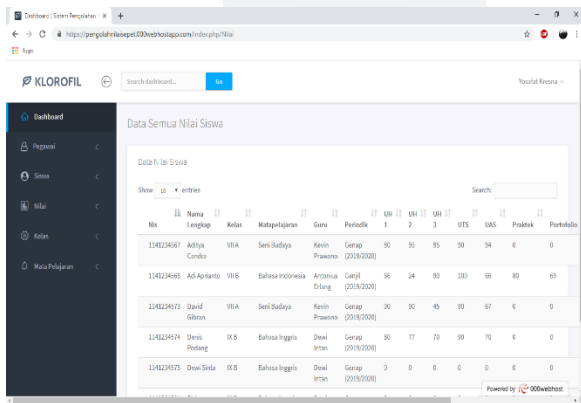 Dashboard | Sistem Pengolahan
https://pengolahnilaisepet.000webhostapp.com/index.php/Nilai
Apps
KLOROFIL
Search dashboard...
Go
Yosafat Kresna
Dashboard
Pegawai
Siswa
Nilai
Kelas
Mata Pelajaran
Data Semua Nilai Siswa
Data Nilai Siswa
Show 10 entries
Search:
Nis Nama Lengkap Kelas Matapelajaran Guru Periodik UH 1 UH 2 UH 3 UTS UAS Praktek Portofolio
1141234567 Aditya Candra VII A Seni Budaya Kevin Prawono Genap (2019/2020) 90 95 95 90 94 0 0
1141234568 Adi Aprianto VII B Bahasa Indonesia Antonius Erlang Ganjil (2019/2020) 56 24 90 100 66 80 60
1141234573 David Gibran VII A Seni Budaya Kevin Prawono Genap (2019/2020) 90 90 45 90 67 0 0
1141234574 Denis Padang IX B Bahasa Inggris Dewi Intan Genap (2019/2020) 80 77 70 90 70 0 0
1141234575 Dewi Sinta IX B Bahasa Inggris Dewi Intan Genap (2019/2020) 0 0 0 0 0 0 0
Powered by 000webhost